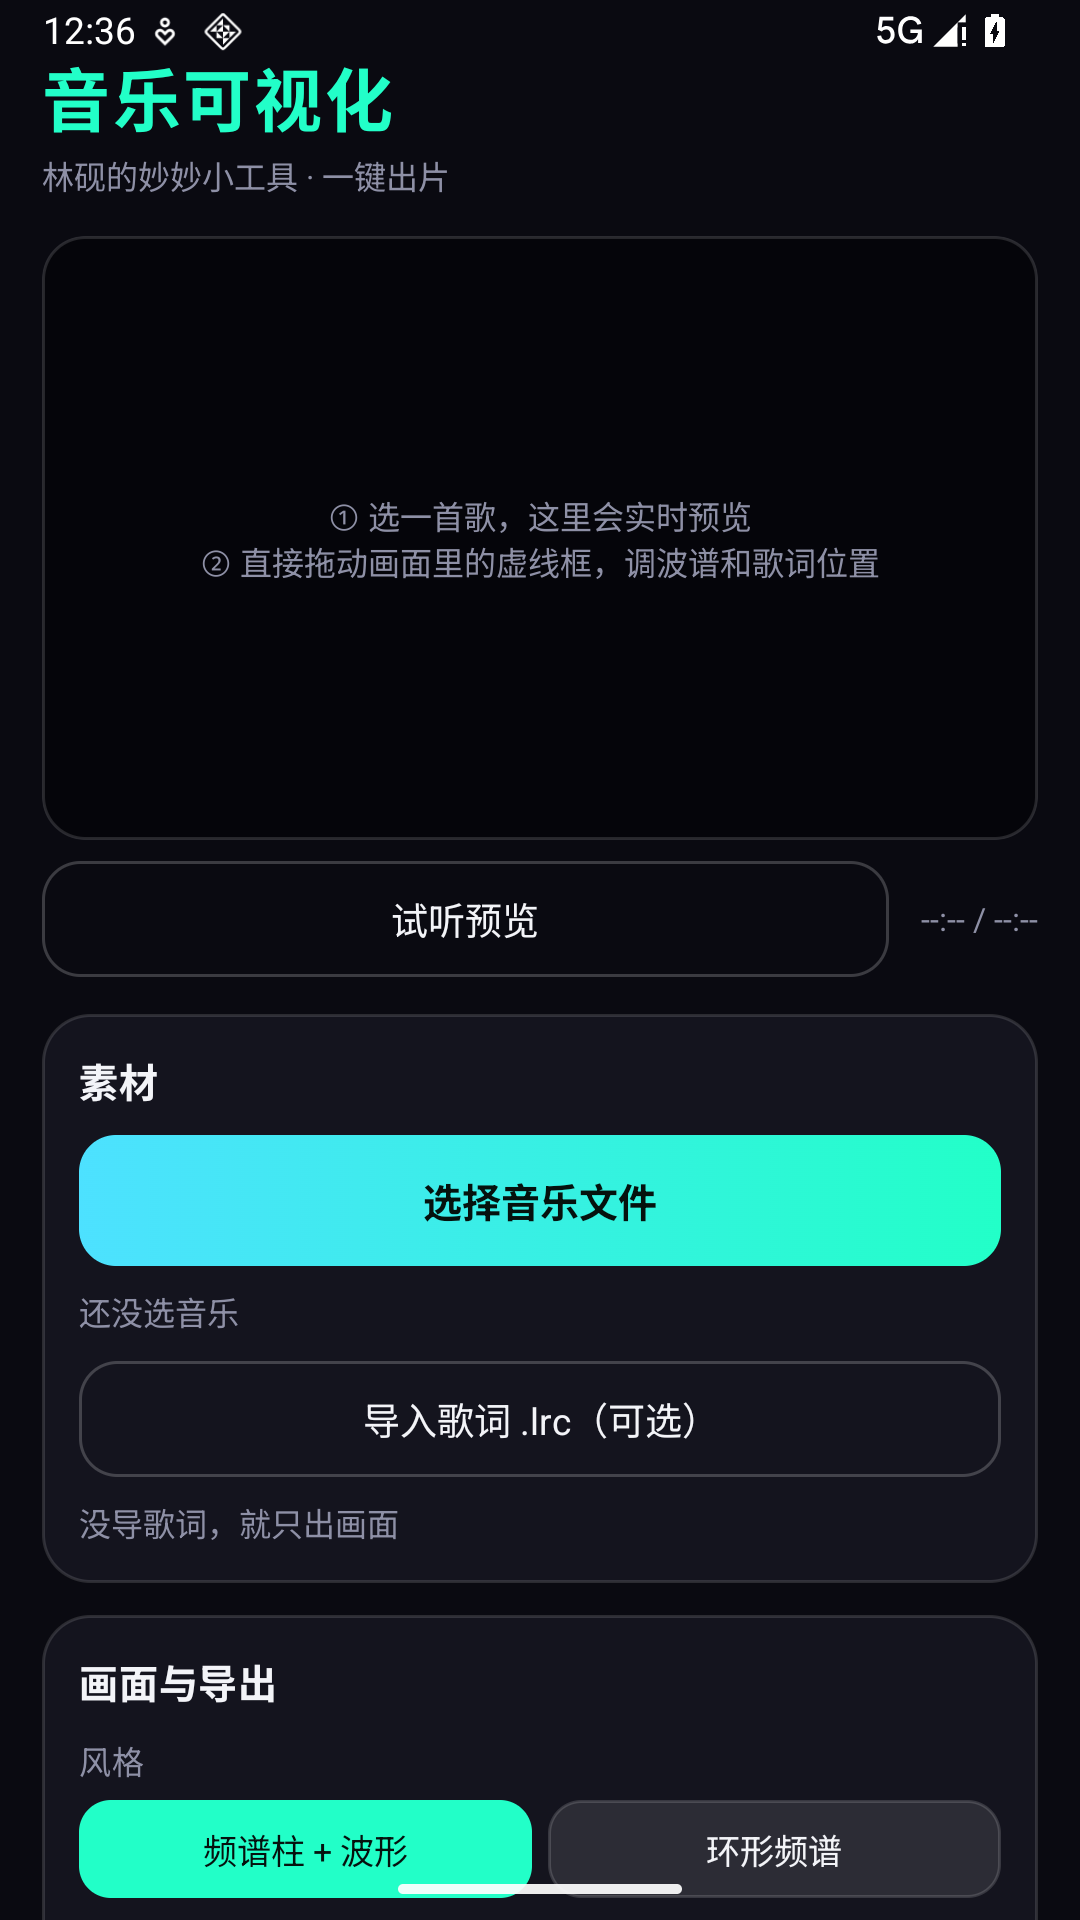 12:36
5G
音乐可视化
林砚的妙妙小工具 · 一键出片
① 选一首歌，这里会实时预览
② 直接拖动画面里的虚线框，调波谱和歌词位置
试听预览
--:-- / --:--
素材
选择音乐文件
还没选音乐
导入歌词 .lrc（可选）
没导歌词，就只出画面
画面与导出
风格
频谱柱 + 波形
环形频谱